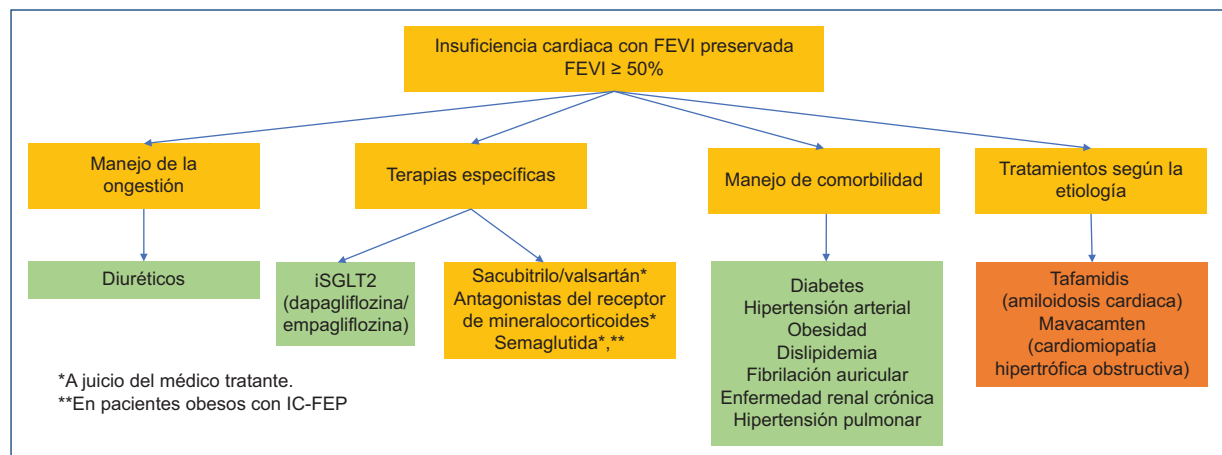 Insuficiencia cardiaca con FEVI preservada
FEVI ≥ 50%
Manejo de la
ongestión
Terapias específicas
Manejo de comorbilidad
Tratamientos según la
etiología
Diuréticos
iSGLT2
(dapagliflozina/
empagliflozina)
Sacubitrilo/valsartán*
Antagonistas del receptor
de mineralocorticoides*
Semaglutida*,**
Diabetes
Hipertensión arterial
Obesidad
Dislipidemia
Fibrilación auricular
Enfermedad renal crónica
Hipertensión pulmonar
Tafamidis
(amiloidosis cardiaca)
Mavacamten
(cardiomiopatía
hipertrófica obstructiva)
*A juicio del médico tratante.
**En pacientes obesos con IC-FEP